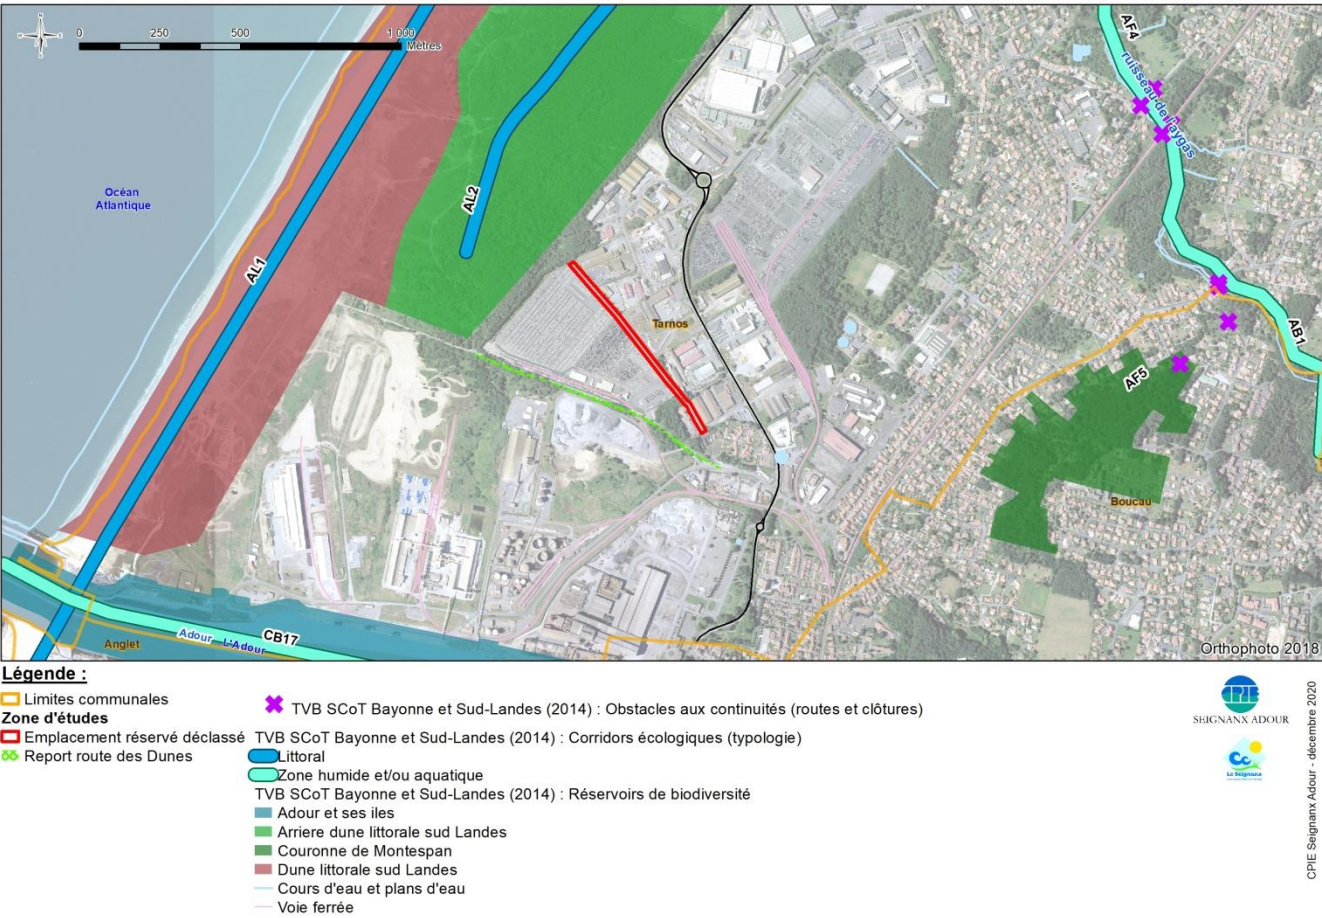 0 250 500 1 000
Mètres
AF4
ruisseau de l'aygas
Océan
Atlantique
AL2
AL1
Tarnos
AB1
AF5
Boucau
Anglet
Adour
L'Adour
CB17
Orthophoto 2018
Légende :
Limites communales
Zone d'études
Emplacement réservé déclassé
Report route des Dunes
TVB SCoT Bayonne et Sud-Landes (2014) : Obstacles aux continuités (routes et clôtures)
TVB SCoT Bayonne et Sud-Landes (2014) : Corridors écologiques (typologie)
Littoral
Zone humide et/ou aquatique
TVB SCoT Bayonne et Sud-Landes (2014) : Réservoirs de biodiversité
Adour et ses iles
Arriere dune littorale sud Landes
Couronne de Montespan
Dune littorale sud Landes
Cours d'eau et plans d'eau
Voie ferrée
CPIE
SEIGNANX ADOUR
Le Seignanx
CPIE Seignanx Adour - décembre 2020